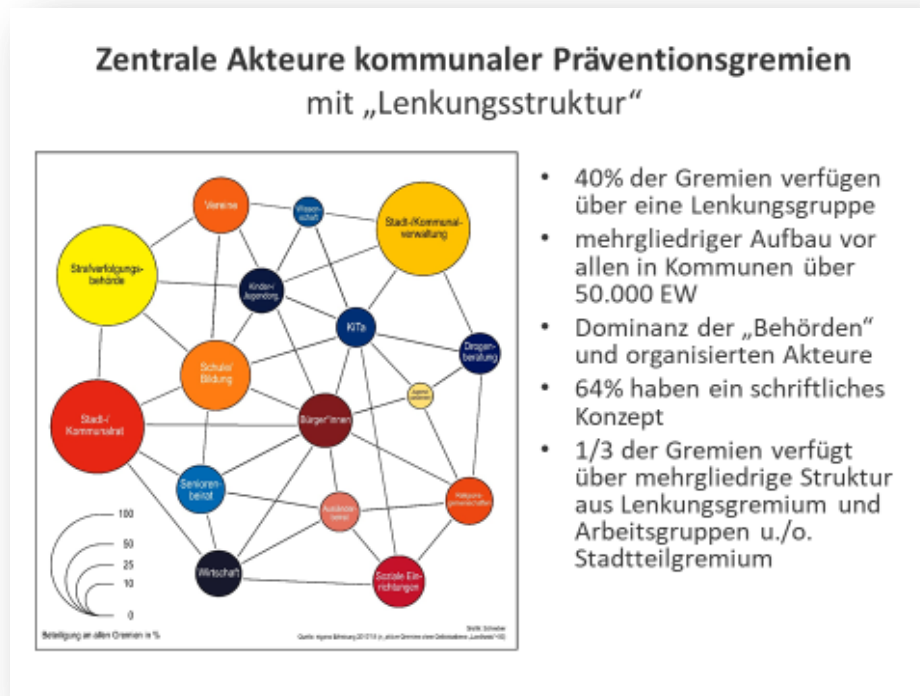 Zentrale Akteure kommunaler Präventionsgremien
mit „Lenkungsstruktur“
Vereine
Wissen-
schaft
Stadt-/Kommunal-
verwaltung
Strafverfolgungs-
behörde
Kinder-/
Jugendorg.
KiTa
Drogen-
beratung
Schule/
Bildung
Stadt-/
Kommunalrat
Bürger*innen
Senioren-
beirat
Ausländer-
beirat
Religions-
gemeinschaften
Wirtschaft
Soziale Ein-
richtungen
100
50
25
10
0
Beteiligung an allen Gremien in %
Grafik: Schreiber
• 40% der Gremien verfügen
über eine Lenkungsgruppe
• mehrgliedriger Aufbau vor
allen in Kommunen über
50.000 EW
• Dominanz der „Behörden“
und organisierten Akteure
• 64% haben ein schriftliches
Konzept
• 1/3 der Gremien verfügt
über mehrgliedrige Struktur
aus Lenkungsgremium und
Arbeitsgruppen u./o.
Stadtteilgremium